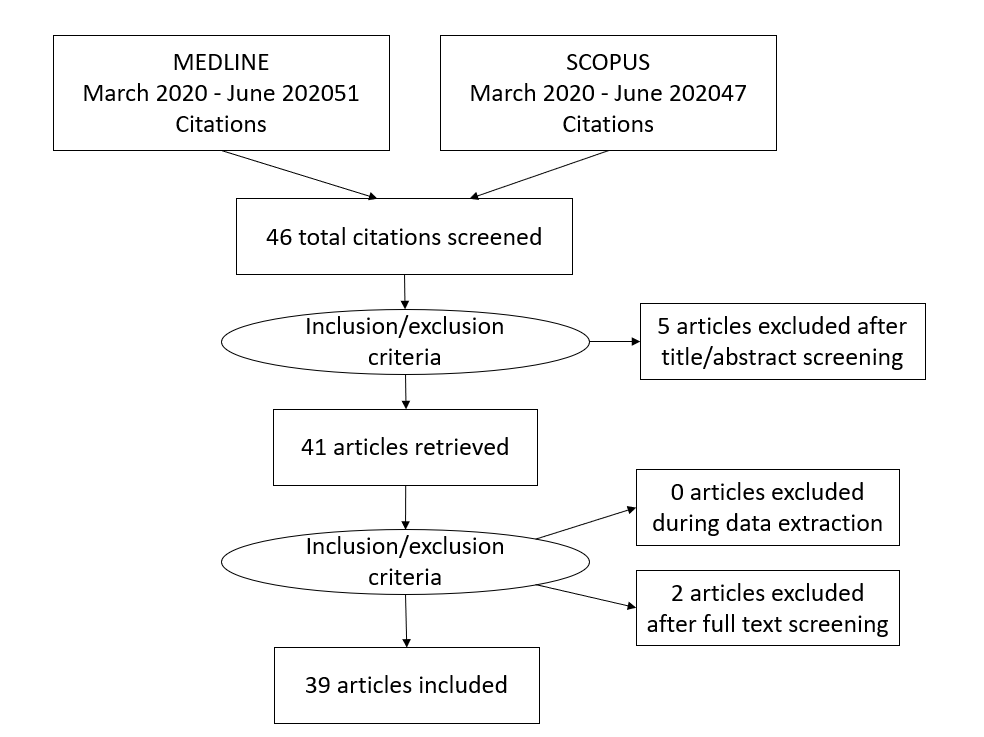 MEDLINE
March 2020 - June 202051
Citations
SCOPUS
March 2020 - June 202047
Citations
46 total citations screened
Inclusion/exclusion
criteria
5 articles excluded after
title/abstract screening
41 articles retrieved
0 articles excluded
during data extraction
Inclusion/exclusion
criteria
2 articles excluded
after full text screening
39 articles included